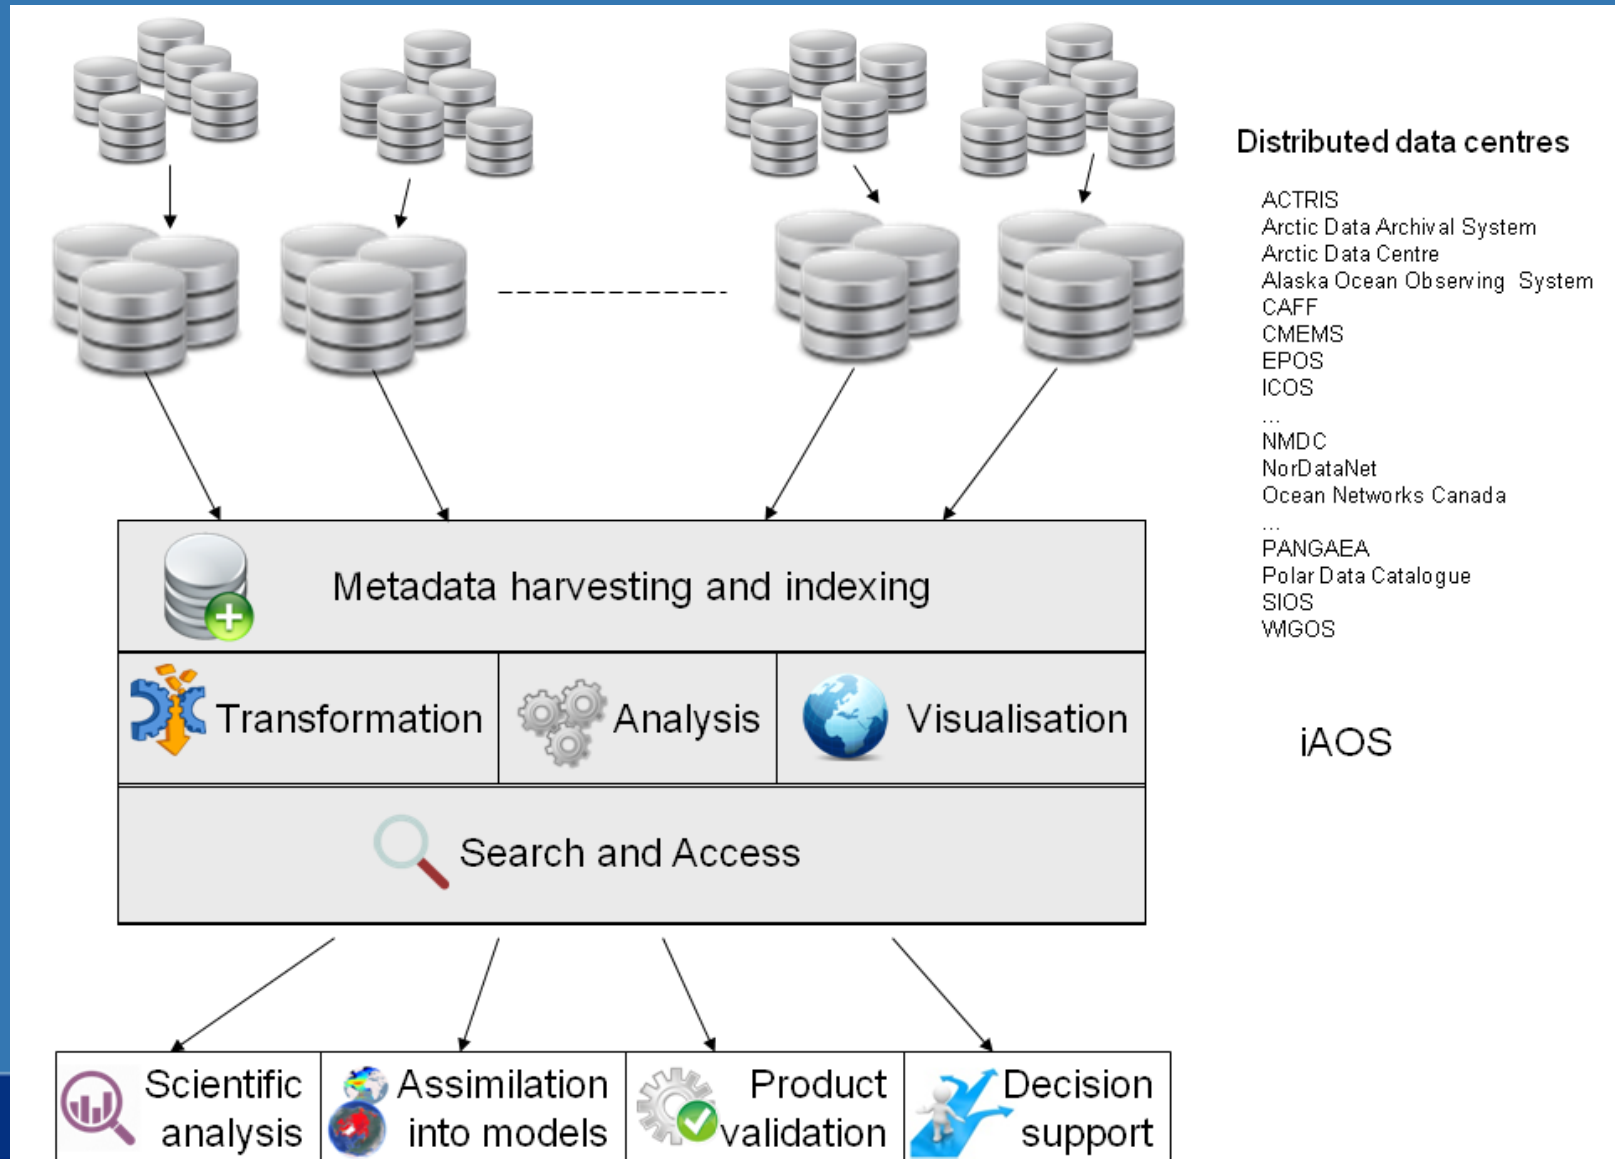 Distributed data centres
ACTRIS
Arctic Data Archival System
Arctic Data Centre
Alaska Ocean Observing System
CAFF
CMEMS
EPOS
ICOS
...
NMDC
NorDataNet
Ocean Networks Canada
...
PANGAEA
Polar Data Catalogue
SIOS
WIGOS
Metadata harvesting and indexing
Transformation
Analysis
Visualisation
iAOS
Search and Access
Scientific
analysis
Assimilation
into models
Product
validation
Decision
support